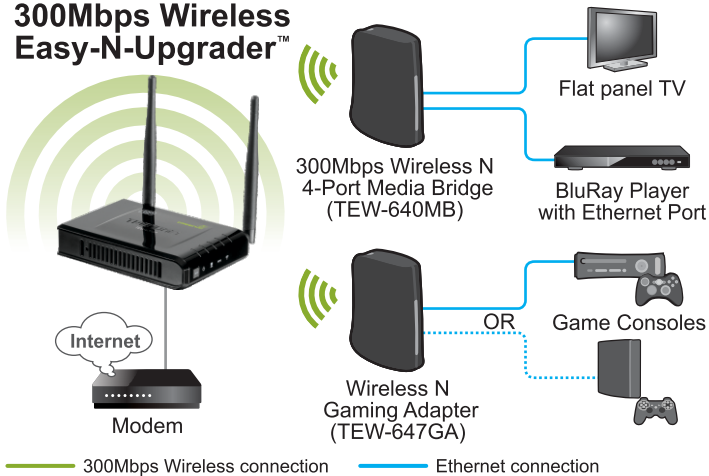 300Mbps Wireless
Easy-N-Upgrader™
Internet
Modem
300Mbps Wireless N
4-Port Media Bridge
(TEW-640MB)
Flat panel TV
BluRay Player
with Ethernet Port
Wireless N
Gaming Adapter
(TEW-647GA)
OR
Game Consoles
300Mbps Wireless connection
Ethernet connection